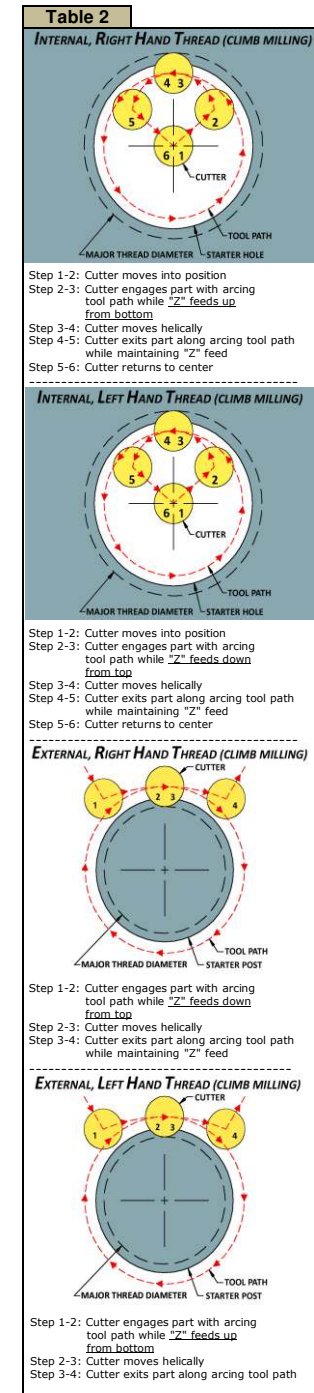 Table 2
INTERNAL, RIGHT HAND THREAD (CLIMB MILLING)
4 3
5
2
6 1
CUTTER
TOOL PATH
MAJOR THREAD DIAMETER
STARTER HOLE
Step 1-2: Cutter moves into position
Step 2-3: Cutter engages part with arcing
tool path while "Z" feeds up
from bottom
Step 3-4: Cutter moves helically
Step 4-5: Cutter exits part along arcing tool path
while maintaining "Z" feed
Step 5-6: Cutter returns to center
INTERNAL, LEFT HAND THREAD (CLIMB MILLING)
4 3
5
2
6 1
CUTTER
TOOL PATH
MAJOR THREAD DIAMETER
STARTER HOLE
Step 1-2: Cutter moves into position
Step 2-3: Cutter engages part with arcing
tool path while "Z" feeds down
from top
Step 3-4: Cutter moves helically
Step 4-5: Cutter exits part along arcing tool path
while maintaining "Z" feed
Step 5-6: Cutter returns to center
EXTERNAL, RIGHT HAND THREAD (CLIMB MILLING)
CUTTER
1
2 3
4
TOOL PATH
MAJOR THREAD DIAMETER
STARTER POST
Step 1-2: Cutter engages part with arcing
tool path while "Z" feeds down
from top
Step 2-3: Cutter moves helically
Step 3-4: Cutter exits part along arcing tool path
while maintaining "Z" feed
EXTERNAL, LEFT HAND THREAD (CLIMB MILLING)
CUTTER
1
2 3
4
TOOL PATH
MAJOR THREAD DIAMETER
STARTER POST
Step 1-2: Cutter engages part with arcing
tool path while "Z" feeds up
from bottom
Step 2-3: Cutter moves helically
Step 3-4: Cutter exits part along arcing tool path